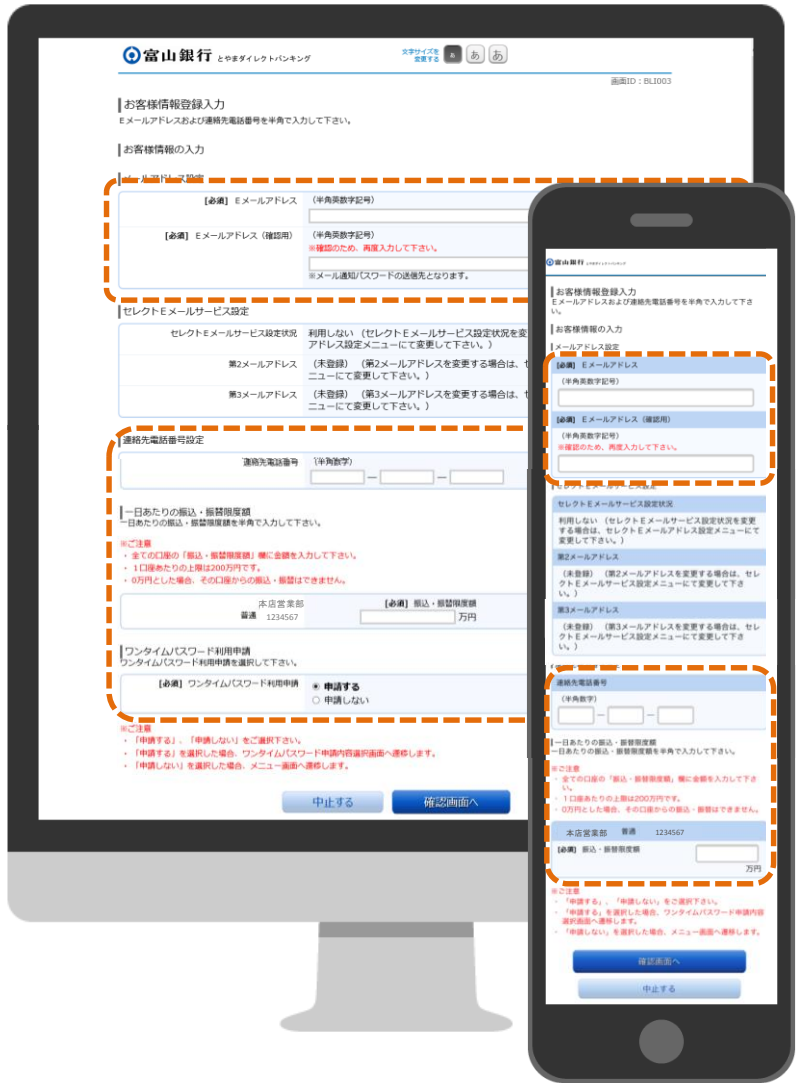 富山銀行 とやまダイレクトバンキング
文字サイズを
変更する
あ あ あ
画面ID:BLI003
お客様情報登録入力
Eメールアドレスおよび連絡先電話番号を半角で入力して下さい。
お客様情報の入力
メールアドレス設定
[必須] Eメールアドレス
(半角英数字記号)
[必須] Eメールアドレス(確認用)
(半角英数字記号)
※確認のため、再度入力して下さい。
※メール通知パスワードの送信先となります。
セレクトEメールサービス設定
セレクトEメールサービス設定状況
利用しない (セレクトEメールサービス設定状況を変
アドレス設定メニューにて変更して下さい。)
第2メールアドレス
(未登録) (第2メールアドレスを変更する場合は、
ニューにて変更して下さい。)
第3メールアドレス
(未登録) (第3メールアドレスを変更する場合は、
ニューにて変更して下さい。)
連絡先電話番号設定
連絡先電話番号
(半角数字)
― ―
一日あたりの振込・振替限度額
一日あたりの振込・振替限度額を半角で入力して下さい。
※ご注意
・ 全ての口座の「振込・振替限度額」欄に金額を入力して下さい。
・ 1口座あたりの上限は200万円です。
・ 0万円とした場合、その口座からの振込・振替はできません。
本店営業部
普通 1234567
[必須] 振込・振替限度額
万円
ワンタイムパスワード利用申請
ワンタイムパスワード利用申請を選択して下さい。
[必須] ワンタイムパスワード利用申請
申請する
申請しない
※ご注意
・ 「申請する」、「申請しない」をご選択下さい。
・ 「申請する」を選択した場合、ワンタイムパスワード申請内容選択画面へ遷移します。
・ 「申請しない」を選択した場合、メニュー画面へ遷移します。
中止する 確認画面へ
富山銀行 とやまダイレクトバンキング
お客様情報登録入力
Eメールアドレスおよび連絡先電話番号を半角で入力して下さ
い。
お客様情報の入力
メールアドレス設定
[必須] Eメールアドレス
(半角英数字記号)
[必須] Eメールアドレス(確認用)
(半角英数字記号)
※確認のため、再度入力して下さい。
セレクトEメールサービス設定
セレクトEメールサービス設定状況
利用しない (セレクトEメールサービス設定状況を変更
する場合は、セレクトEメールアドレス設定メニューにて
変更して下さい。)
第2メールアドレス
(未登録) (第2メールアドレスを変更する場合は、セレ
クトEメールサービス設定メニューにて変更して下さい。)
第3メールアドレス
(未登録) (第3メールアドレスを変更する場合は、セレ
クトEメールサービス設定メニューにて変更して下さ
い。)
連絡先電話番号
(半角数字)
― ―
一日あたりの振込・振替限度額
一日あたりの振込・振替限度額を半角で入力して下さい。
※ご注意
・ 全ての口座の「振込・振替限度額」欄に金額を入力して下さ
い。
・ 1口座あたりの上限は200万円です。
・ 0万円とした場合、その口座からの振込・振替はできません。
本店営業部 普通 1234567
[必須] 振込・振替限度額
万円
※ご注意
・ 「申請する」、「申請しない」をご選択下さい。
・ 「申請する」を選択した場合、ワンタイムパスワード申請内容
選択画面へ遷移します。
・ 「申請しない」を選択した場合、メニュー画面へ遷移します。
確認画面へ
中止する